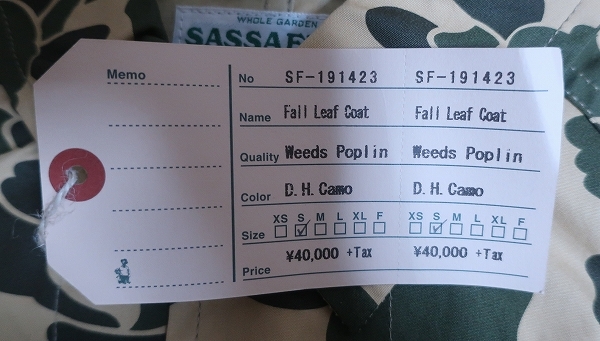 WHOLE GARDEN
Memo
No SF-191423 SF-191423
Name Fall Leaf Coat Fall Leaf Coat
Quality Weeds Poplin Weeds Poplin
Color D.H.Camo D.H.Camo
XS S M L XL F XS S M L XL F
Size
¥40,000 +Tax ¥40,000 +Tax
Price